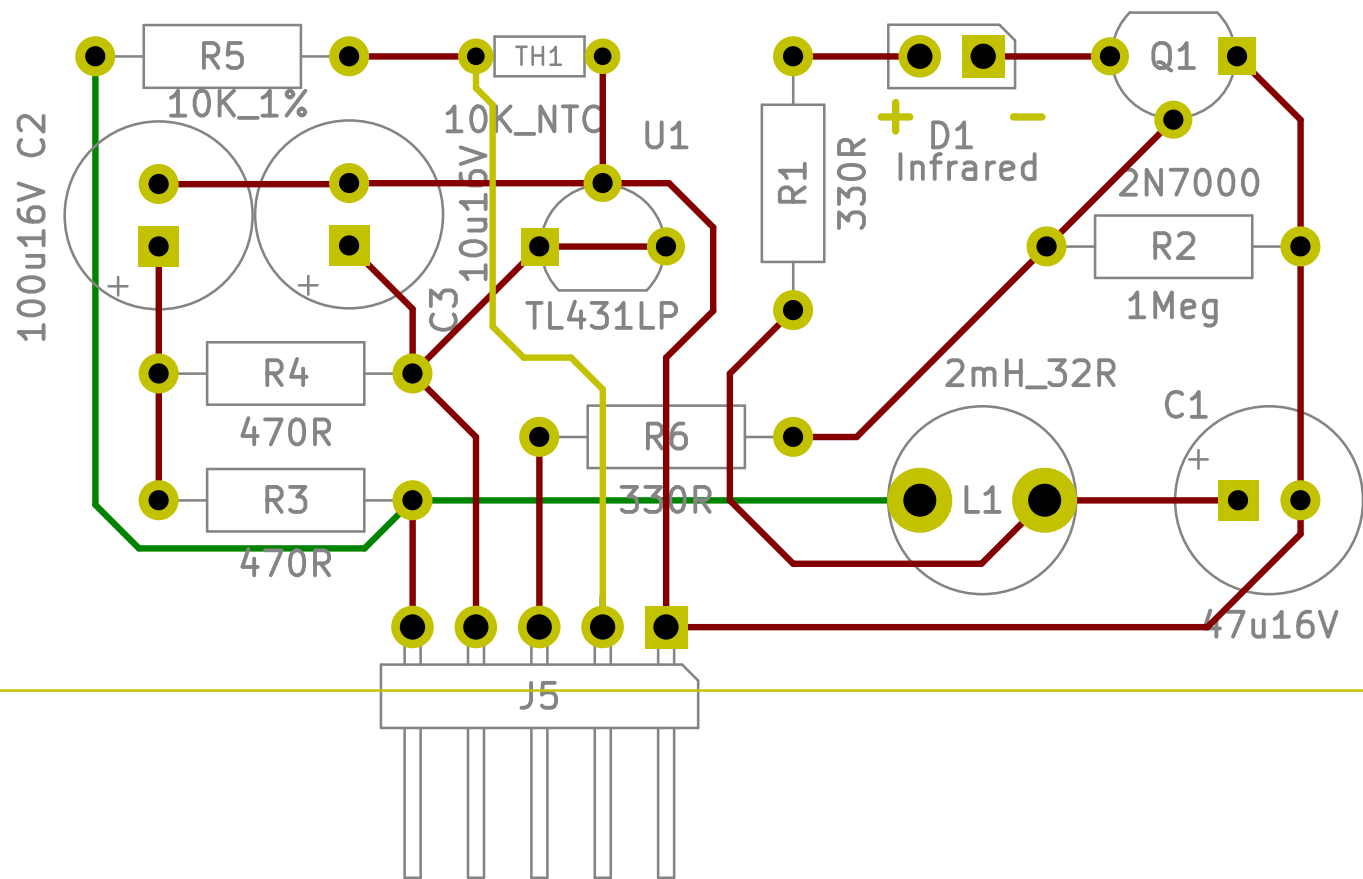 R5
10K_1%
TH1
10K_NTC
100u16V C2
+
+
10u16V
C3
U1
TL431LP
R1
330R
+
−
D1
Infrared
Q1
2N7000
R2
1Meg
2mH_32R
R4
470R
R3
470R
R6
330R
L1
C1
+
47u16V
J5